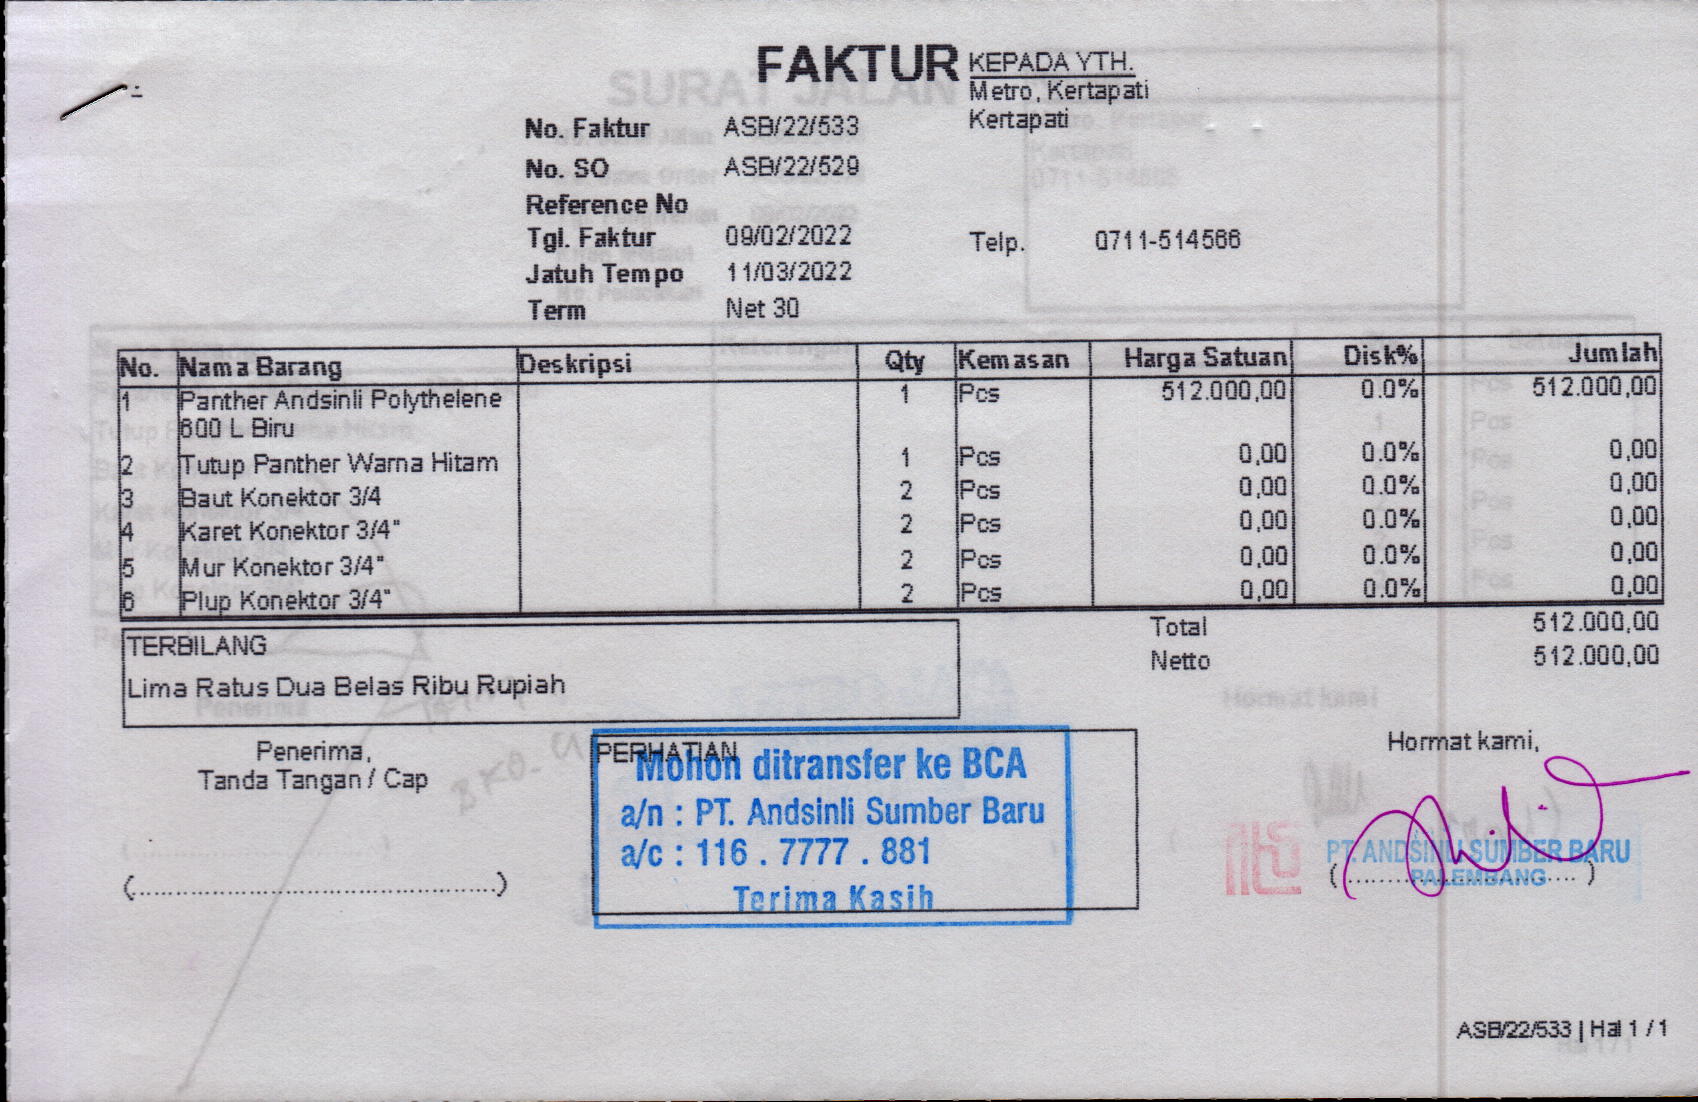 FAKTUR
KEPADA YTH.
Metro, Kertapati
Kertapati
No. Faktur ASB/22/533
No. SO ASB/22/529
Reference No
Tgl. Faktur 09/02/2022
Telp. 0711-514566
Jatuh Tempo 11/03/2022
Term Net 30
No. Nama Barang Deskripsi Qty Kemasan Harga Satuan Disk% Jumlah
1 Panther Andsinli Polythelene 1 Pcs 512.000,00 0.0% 512.000,00
600 L Biru
2 Tutup Panther Warna Hitam 1 Pcs 0,00 0.0% 0,00
3 Baut Konektor 3/4 2 Pcs 0,00 0.0% 0,00
4 Karet Konektor 3/4" 2 Pcs 0,00 0.0% 0,00
5 Mur Konektor 3/4" 2 Pcs 0,00 0.0% 0,00
6 Plup Konektor 3/4" 2 Pcs 0,00 0.0% 0,00
Total 512.000,00
Netto 512.000,00
TERBILANG
Lima Ratus Dua Belas Ribu Rupiah
Penerima,
Tanda Tangan / Cap
(................................................)
PERHATIAN
Mohon ditransfer ke BCA
a/n : PT. Andsinli Sumber Baru
a/c : 116 . 7777 . 881
Terima Kasih
Hormat kami,
PT. ANDSINLI SUMBER BARU
PALEMBANG
(................................)
ASB/22/533 | Hal 1 / 1